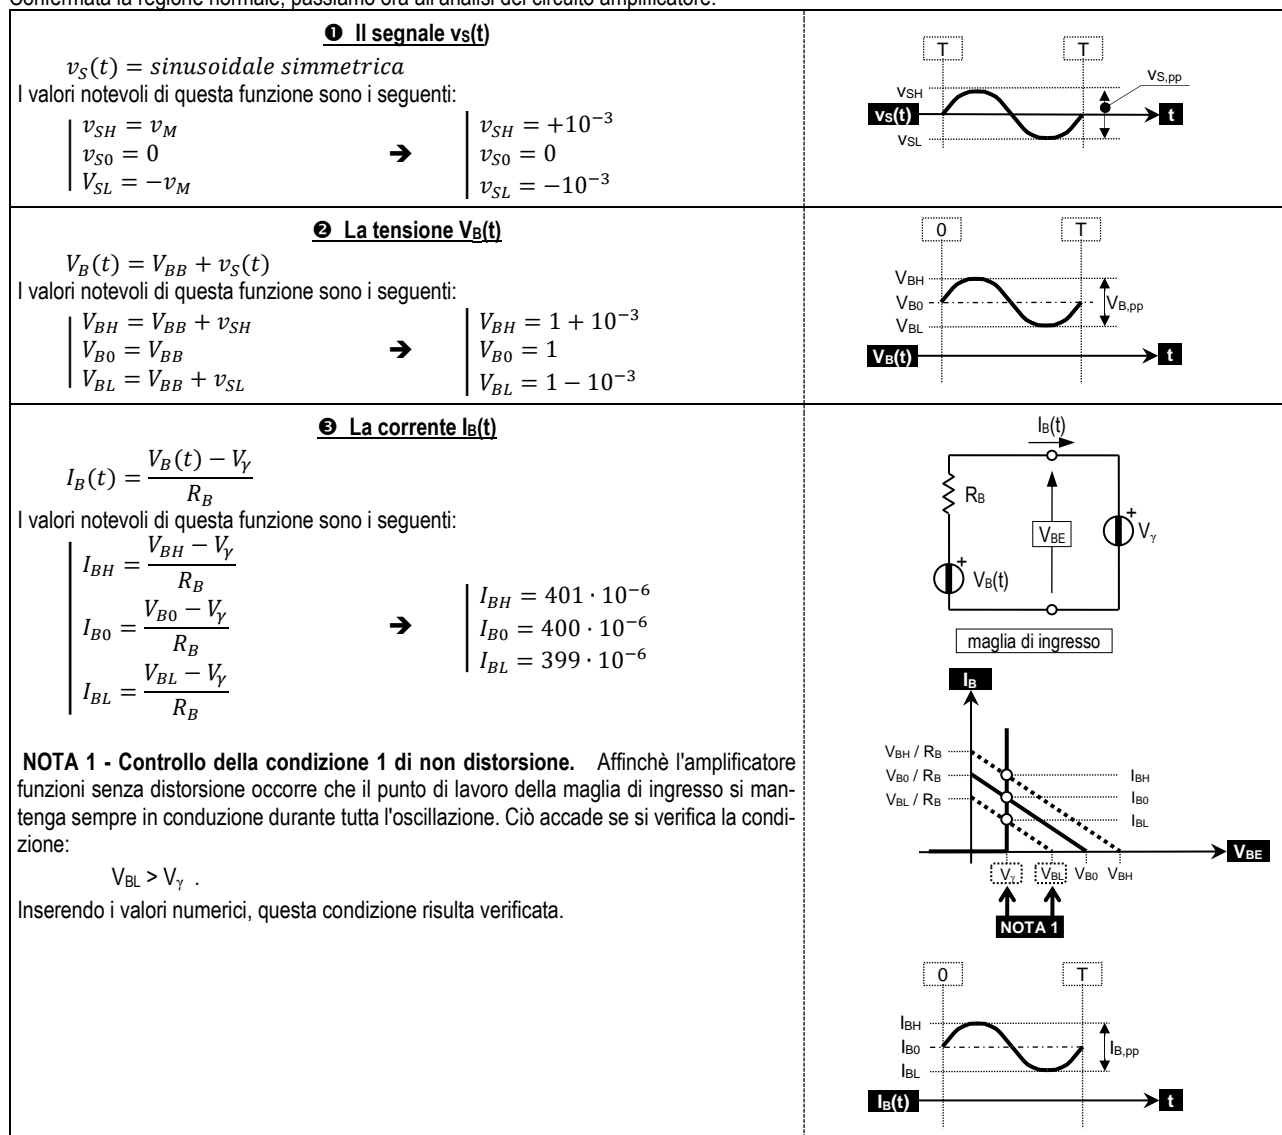 Confermata la regione normale, passiamo ora all'analisi del circuito amplificatore.
❶ Il segnale vS(t)
vS(t) = sinusoidale simmetrica
I valori notevoli di questa funzione sono i seguenti:
vSH = vM
vS0 = 0
VSL = −vM
➔
vSH = +10⁻³
vS0 = 0
vSL = −10⁻³
T
T
vS,pp
vSH
vS(t)
t
vSL
❷ La tensione VB(t)
VB(t) = VBB + vS(t)
I valori notevoli di questa funzione sono i seguenti:
VBH = VBB + vSH
VB0 = VBB
VBL = VBB + vSL
➔
VBH = 1 + 10⁻³
VB0 = 1
VBL = 1 − 10⁻³
0
T
VBH
VB0
VB,pp
VBL
VB(t)
t
❸ La corrente IB(t)
IB(t) = (VB(t) − Vγ) / RB
I valori notevoli di questa funzione sono i seguenti:
IBH = (VBH − Vγ) / RB
IB0 = (VB0 − Vγ) / RB
IBL = (VBL − Vγ) / RB
➔
IBH = 401 · 10⁻⁶
IB0 = 400 · 10⁻⁶
IBL = 399 · 10⁻⁶
NOTA 1 - Controllo della condizione 1 di non distorsione. Affinchè l'amplificatore
funzioni senza distorsione occorre che il punto di lavoro della maglia di ingresso si man-
tenga sempre in conduzione durante tutta l'oscillazione. Ciò accade se si verifica la condi-
zione:
VBL > Vγ .
Inserendo i valori numerici, questa condizione risulta verificata.
IB(t)
RB
VBE
+
Vγ
+
VB(t)
maglia di ingresso
IB
VBH / RB
VB0 / RB
VBL / RB
IBH
IB0
IBL
VBE
Vγ VBL VB0 VBH
NOTA 1
0
T
IBH
IB0
IB,pp
IBL
IB(t)
t